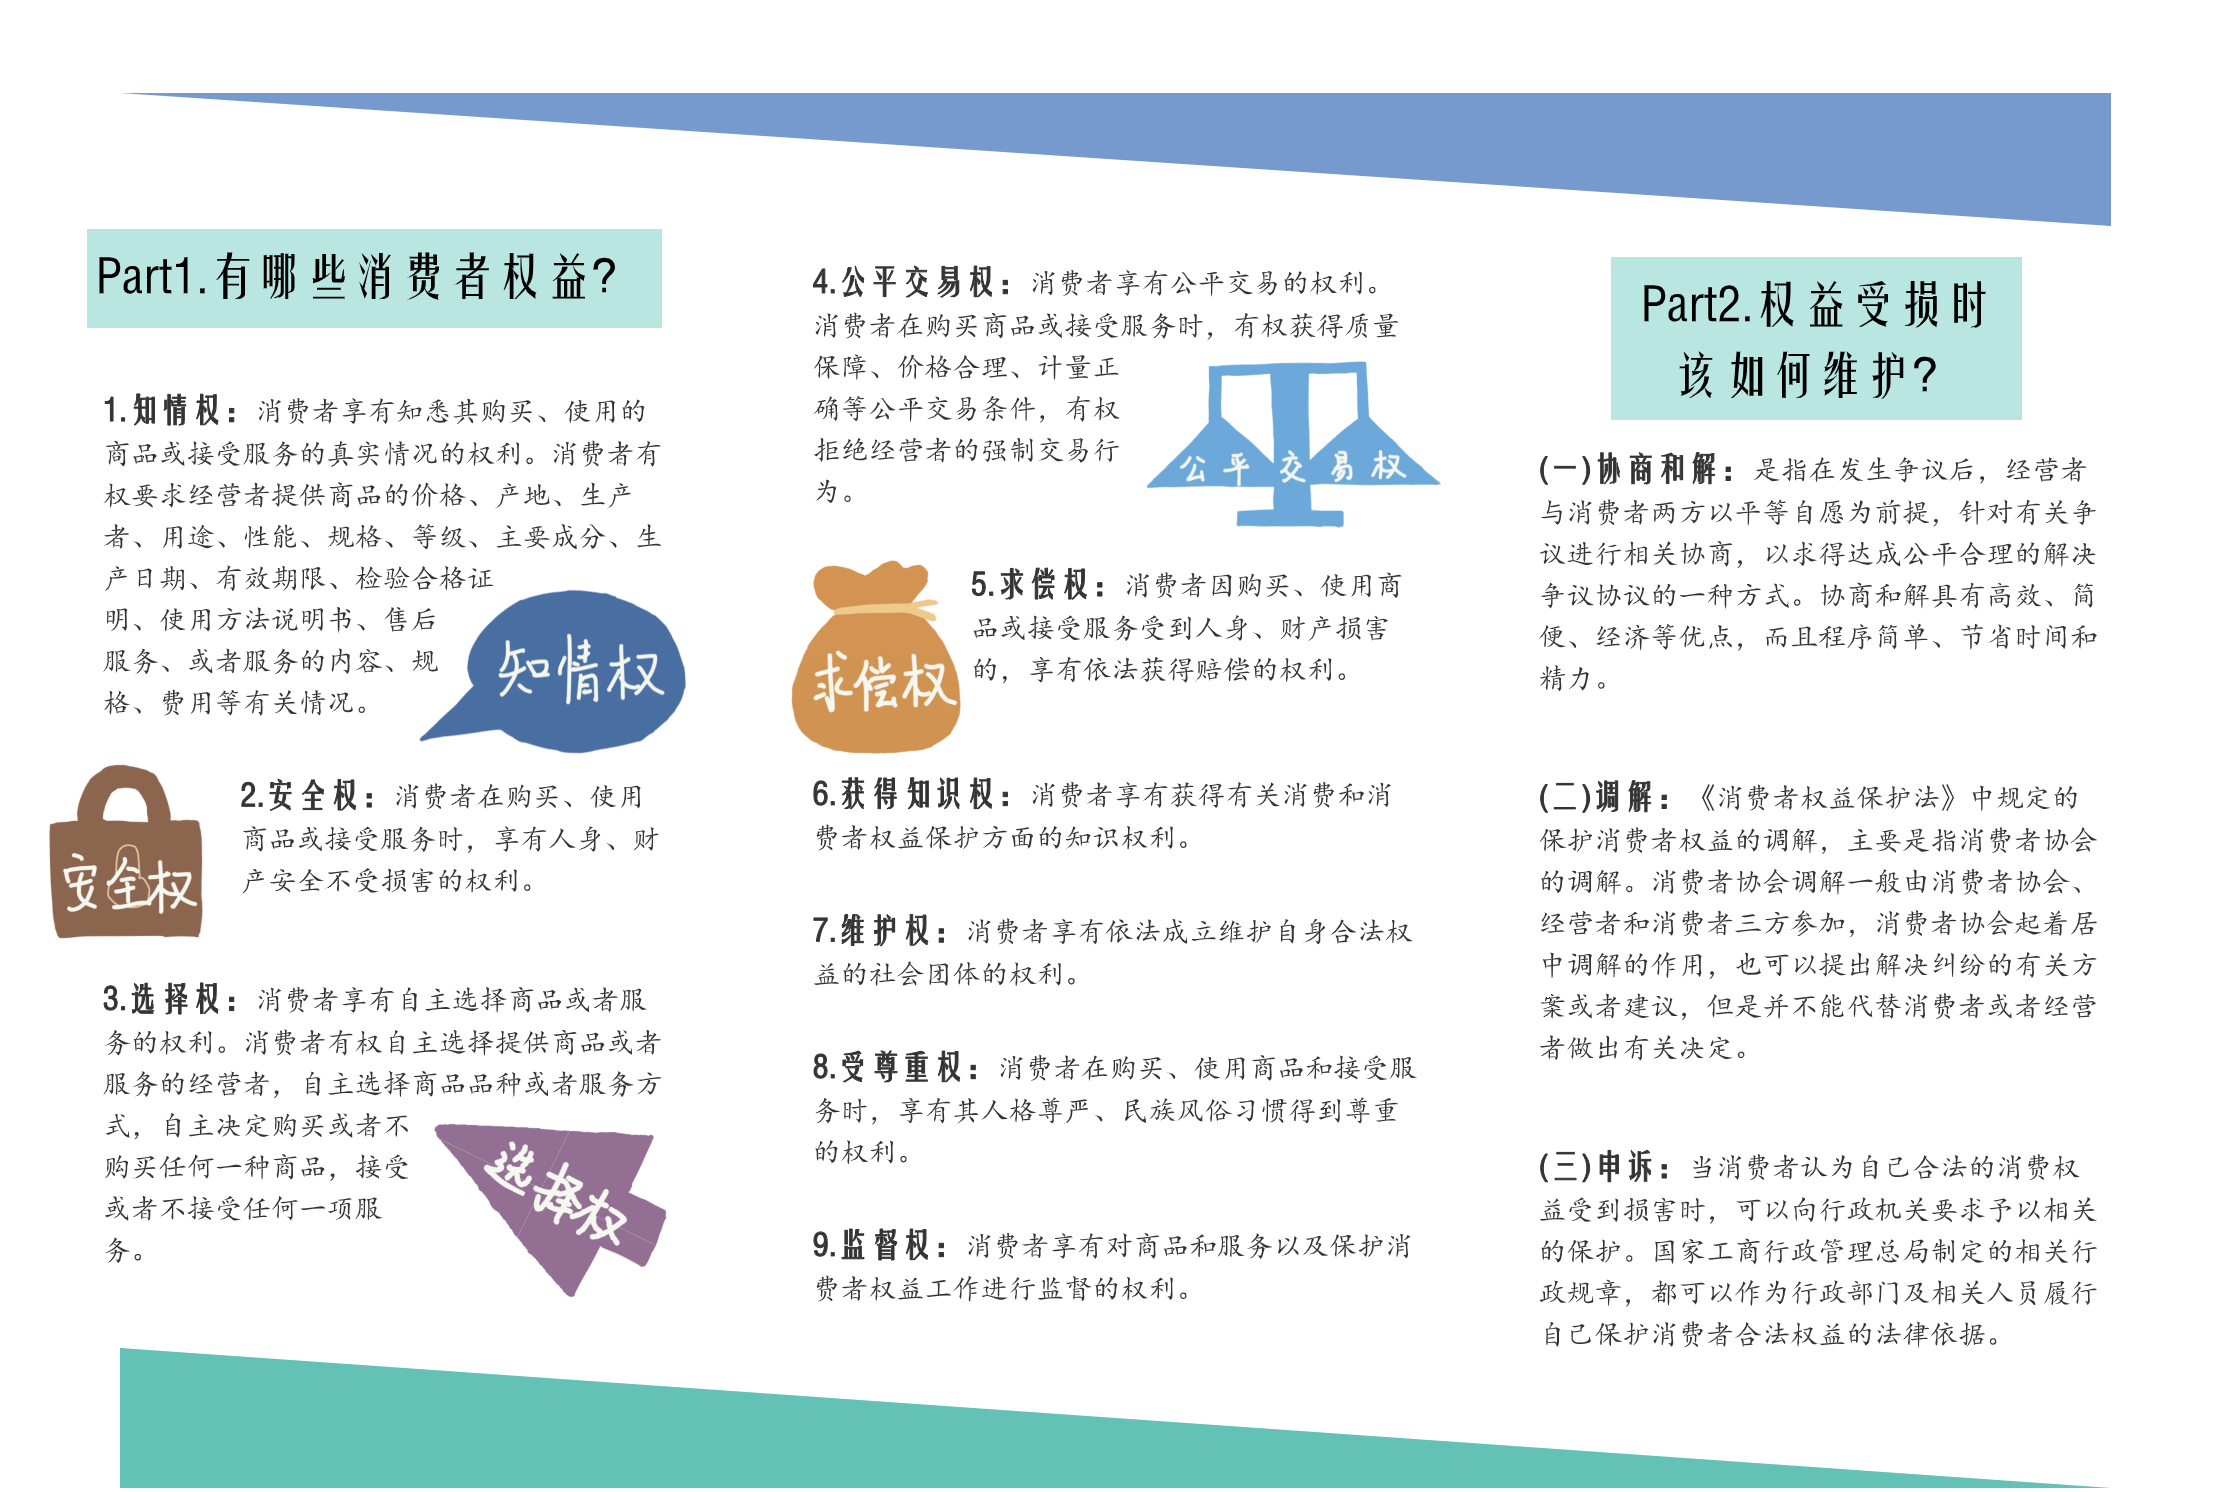 Part1.有哪些消费者权益?
1.知情权：消费者享有知悉其购买、使用的
商品或接受服务的真实情况的权利。消费者有
权要求经营者提供商品的价格、产地、生产
者、用途、性能、规格、等级、主要成分、生
产日期、有效期限、检验合格证
明、使用方法说明书、售后
服务、或者服务的内容、规
格、费用等有关情况。
知情权
2.安全权：消费者在购买、使用
商品或接受服务时，享有人身、财
产安全不受损害的权利。
安全权
3.选择权：消费者享有自主选择商品或者服
务的权利。消费者有权自主选择提供商品或者
服务的经营者，自主选择商品品种或者服务方
式，自主决定购买或者不
购买任何一种商品，接受
或者不接受任何一项服
务。
选择权
4.公平交易权：消费者享有公平交易的权利。
消费者在购买商品或接受服务时，有权获得质量
保障、价格合理、计量正
确等公平交易条件，有权
拒绝经营者的强制交易行
为。
公平交易权
5.求偿权：消费者因购买、使用商
品或接受服务受到人身、财产损害
的，享有依法获得赔偿的权利。
求偿权
6.获得知识权：消费者享有获得有关消费和消
费者权益保护方面的知识权利。
7.维护权：消费者享有依法成立维护自身合法权
益的社会团体的权利。
8.受尊重权：消费者在购买、使用商品和接受服
务时，享有其人格尊严、民族风俗习惯得到尊重
的权利。
9.监督权：消费者享有对商品和服务以及保护消
费者权益工作进行监督的权利。
Part2.权益受损时
该如何维护?
(一)协商和解：是指在发生争议后，经营者
与消费者两方以平等自愿为前提，针对有关争
议进行相关协商，以求得达成公平合理的解决
争议协议的一种方式。协商和解具有高效、简
便、经济等优点，而且程序简单、节省时间和
精力。
(二)调解：《消费者权益保护法》中规定的
保护消费者权益的调解，主要是指消费者协会
的调解。消费者协会调解一般由消费者协会、
经营者和消费者三方参加，消费者协会起着居
中调解的作用，也可以提出解决纠纷的有关方
案或者建议，但是并不能代替消费者或者经营
者做出有关决定。
(三)申诉：当消费者认为自己合法的消费权
益受到损害时，可以向行政机关要求予以相关
的保护。国家工商行政管理总局制定的相关行
政规章，都可以作为行政部门及相关人员履行
自己保护消费者合法权益的法律依据。